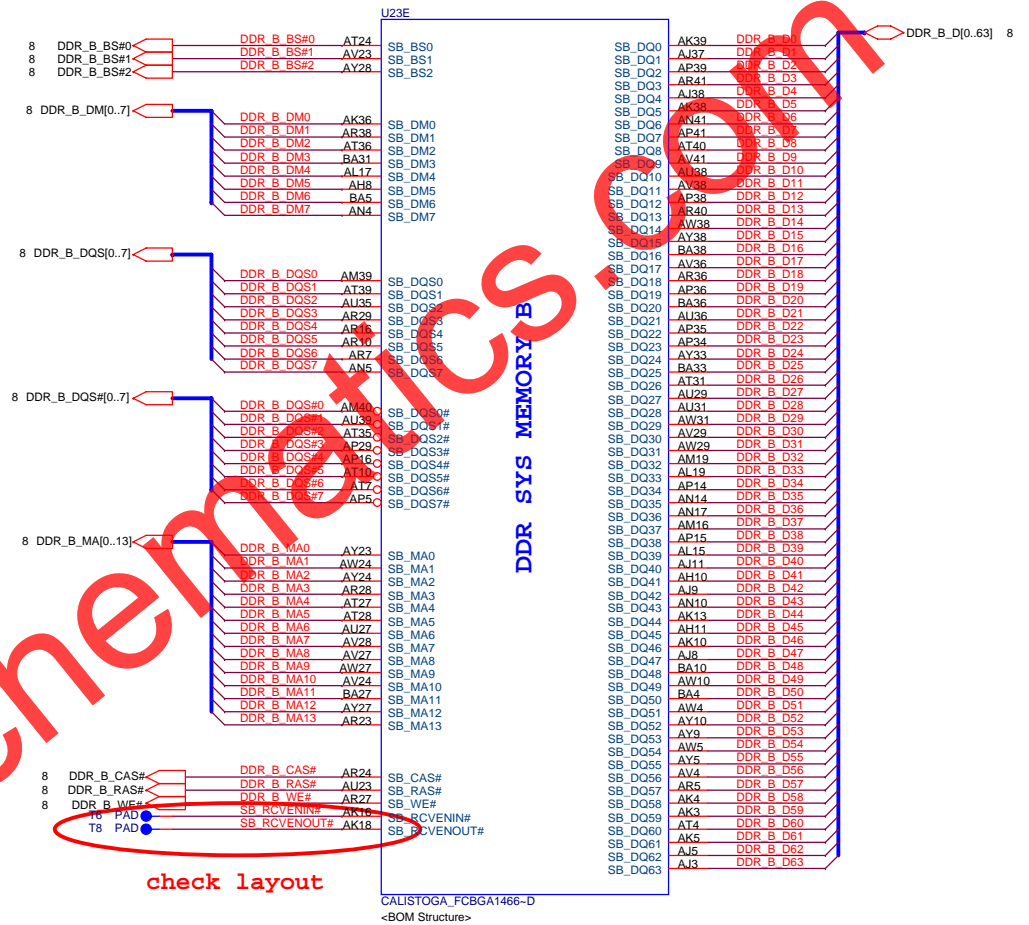 U23E
8 DDR_B_BS#0 DDR_B_BS#0 AT24 SB_BS0
8 DDR_B_BS#1 DDR_B_BS#1 AV23 SB_BS1
8 DDR_B_BS#2 DDR_B_BS#2 AY28 SB_BS2
8 DDR_B_DM[0..7]
DDR_B_DM0 AK36 SB_DM0
DDR_B_DM1 AR38 SB_DM1
DDR_B_DM2 AT36 SB_DM2
DDR_B_DM3 BA31 SB_DM3
DDR_B_DM4 AL17 SB_DM4
DDR_B_DM5 AH8 SB_DM5
DDR_B_DM6 BA5 SB_DM6
DDR_B_DM7 AN4 SB_DM7
8 DDR_B_DQS[0..7]
DDR_B_DQS0 AM39 SB_DQS0
DDR_B_DQS1 AT39 SB_DQS1
DDR_B_DQS2 AU35 SB_DQS2
DDR_B_DQS3 AR29 SB_DQS3
DDR_B_DQS4 AR16 SB_DQS4
DDR_B_DQS5 AR10 SB_DQS5
DDR_B_DQS6 AR7 SB_DQS6
DDR_B_DQS7 AN5 SB_DQS7
8 DDR_B_DQS#[0..7]
DDR_B_DQS#0 AM40 SB_DQS0#
DDR_B_DQS#1 AU39 SB_DQS1#
DDR_B_DQS#2 AT35 SB_DQS2#
DDR_B_DQS#3 AP29 SB_DQS3#
DDR_B_DQS#4 AP16 SB_DQS4#
DDR_B_DQS#5 AT10 SB_DQS5#
DDR_B_DQS#6 AT7 SB_DQS6#
DDR_B_DQS#7 AP5 SB_DQS7#
8 DDR_B_MA[0..13]
DDR_B_MA0 AY23 SB_MA0
DDR_B_MA1 AW24 SB_MA1
DDR_B_MA2 AY24 SB_MA2
DDR_B_MA3 AR28 SB_MA3
DDR_B_MA4 AT27 SB_MA4
DDR_B_MA5 AT28 SB_MA5
DDR_B_MA6 AU27 SB_MA6
DDR_B_MA7 AV28 SB_MA7
DDR_B_MA8 AV27 SB_MA8
DDR_B_MA9 AW27 SB_MA9
DDR_B_MA10 AV24 SB_MA10
DDR_B_MA11 BA27 SB_MA11
DDR_B_MA12 AY27 SB_MA12
DDR_B_MA13 AR23 SB_MA13
8 DDR_B_CAS# DDR_B_CAS# AR24 SB_CAS#
8 DDR_B_RAS# DDR_B_RAS# AU23 SB_RAS#
8 DDR_B_WE# DDR_B_WE# AR27 SB_WE#
T6 PAD SB_RCVENIN# AK16 SB_RCVENIN#
T8 PAD SB_RCVENOUT# AK18 SB_RCVENOUT#
check layout
DDR SYS MEMORY B
DDR_B_D[0..63] 8
SB_DQ0 AK39 DDR_B_D0
SB_DQ1 AJ37 DDR_B_D1
SB_DQ2 AP39 DDR_B_D2
SB_DQ3 AR41 DDR_B_D3
SB_DQ4 AJ38 DDR_B_D4
SB_DQ5 AK38 DDR_B_D5
SB_DQ6 AN41 DDR_B_D6
SB_DQ7 AP41 DDR_B_D7
SB_DQ8 AT40 DDR_B_D8
SB_DQ9 AV41 DDR_B_D9
SB_DQ10 AU38 DDR_B_D10
SB_DQ11 AV38 DDR_B_D11
SB_DQ12 AP38 DDR_B_D12
SB_DQ13 AR40 DDR_B_D13
SB_DQ14 AW38 DDR_B_D14
SB_DQ15 AY38 DDR_B_D15
SB_DQ16 BA38 DDR_B_D16
SB_DQ17 AV36 DDR_B_D17
SB_DQ18 AR36 DDR_B_D18
SB_DQ19 AP36 DDR_B_D19
SB_DQ20 BA36 DDR_B_D20
SB_DQ21 AU36 DDR_B_D21
SB_DQ22 AP35 DDR_B_D22
SB_DQ23 AP34 DDR_B_D23
SB_DQ24 AY33 DDR_B_D24
SB_DQ25 BA33 DDR_B_D25
SB_DQ26 AT31 DDR_B_D26
SB_DQ27 AU29 DDR_B_D27
SB_DQ28 AU31 DDR_B_D28
SB_DQ29 AW31 DDR_B_D29
SB_DQ30 AV29 DDR_B_D30
SB_DQ31 AW29 DDR_B_D31
SB_DQ32 AM19 DDR_B_D32
SB_DQ33 AL19 DDR_B_D33
SB_DQ34 AP14 DDR_B_D34
SB_DQ35 AN14 DDR_B_D35
SB_DQ36 AN17 DDR_B_D36
SB_DQ37 AM16 DDR_B_D37
SB_DQ38 AP15 DDR_B_D38
SB_DQ39 AL15 DDR_B_D39
SB_DQ40 AJ11 DDR_B_D40
SB_DQ41 AH10 DDR_B_D41
SB_DQ42 AJ9 DDR_B_D42
SB_DQ43 AN10 DDR_B_D43
SB_DQ44 AK13 DDR_B_D44
SB_DQ45 AH11 DDR_B_D45
SB_DQ46 AK10 DDR_B_D46
SB_DQ47 AJ8 DDR_B_D47
SB_DQ48 BA10 DDR_B_D48
SB_DQ49 AW10 DDR_B_D49
SB_DQ50 BA4 DDR_B_D50
SB_DQ51 AW4 DDR_B_D51
SB_DQ52 AY10 DDR_B_D52
SB_DQ53 AY9 DDR_B_D53
SB_DQ54 AW5 DDR_B_D54
SB_DQ55 AY5 DDR_B_D55
SB_DQ56 AV4 DDR_B_D56
SB_DQ57 AR5 DDR_B_D57
SB_DQ58 AK4 DDR_B_D58
SB_DQ59 AK3 DDR_B_D59
SB_DQ60 AT4 DDR_B_D60
SB_DQ61 AK5 DDR_B_D61
SB_DQ62 AJ5 DDR_B_D62
SB_DQ63 AJ3 DDR_B_D63
CALISTOGA_FCBGA1466~D
<BOM Structure>
chematics.com